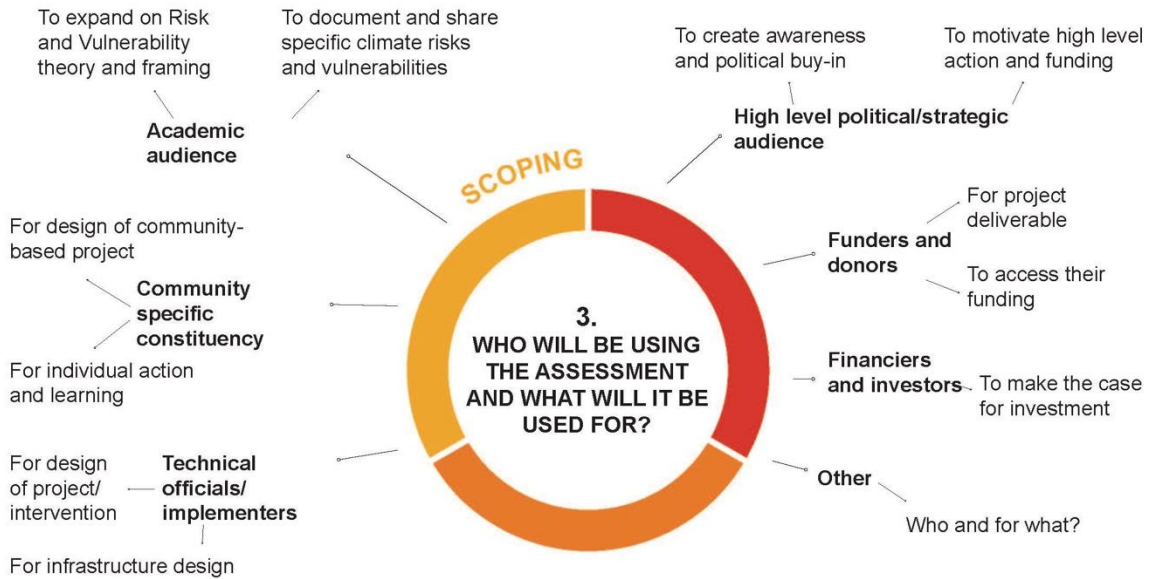 To expand on Risk
and Vulnerability
theory and framing
To document and share
specific climate risks
and vulnerabilities
Academic
audience
To create awareness
and political buy-in
To motivate high level
action and funding
High level political/strategic
audience
SCOPING
For design of community-
based project
Community
specific
constituency
For individual action
and learning
For project
deliverable
Funders and
donors
To access their
funding
3.
WHO WILL BE USING
THE ASSESSMENT
AND WHAT WILL IT BE
USED FOR?
Financiers
and investors
To make the case
for investment
For design
of project/
intervention
Technical
officials/
implementers
For infrastructure design
Other
Who and for what?